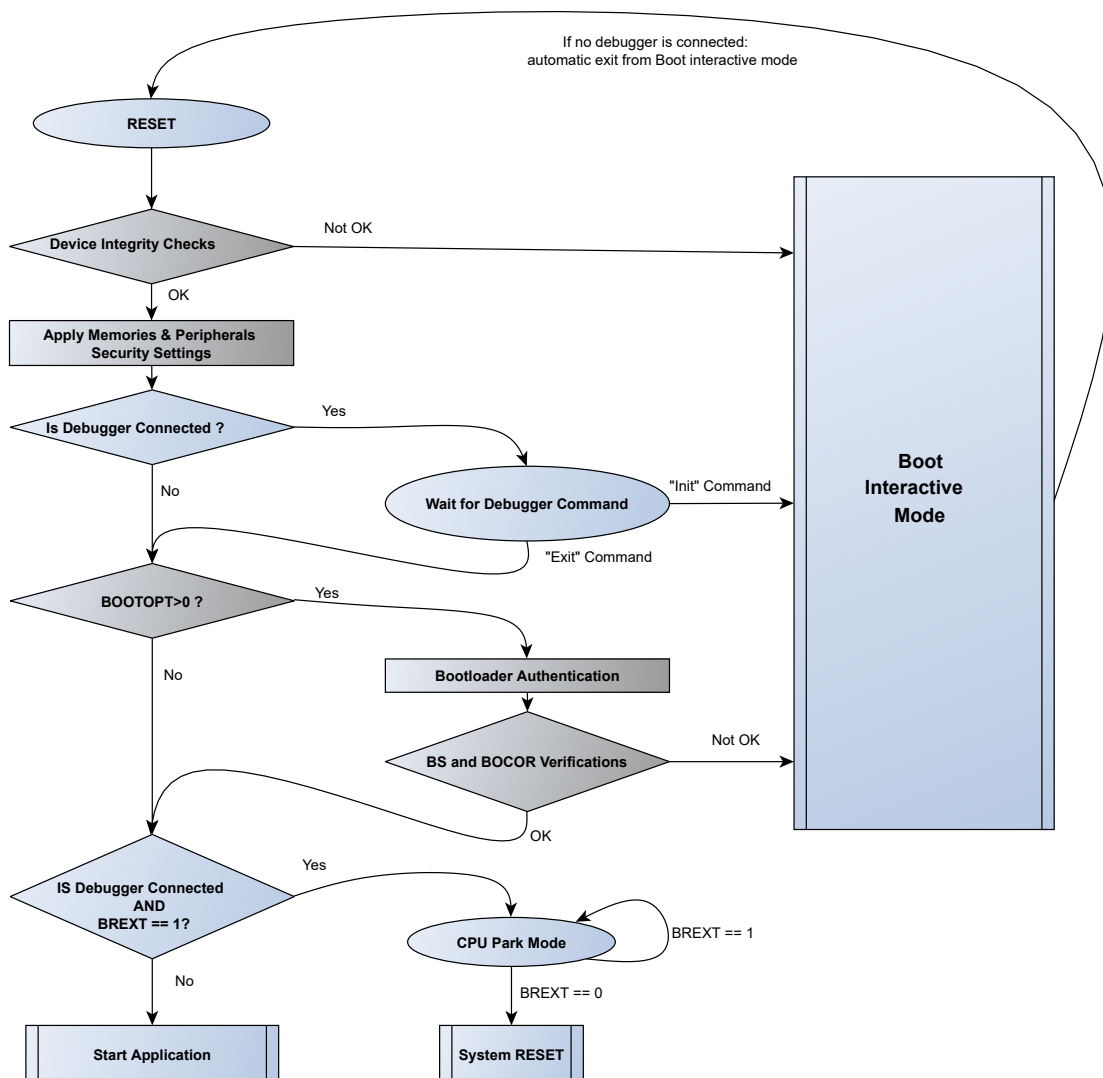 If no debugger is connected:
automatic exit from Boot interactive mode
RESET
Device Integrity Checks
Not OK
OK
Apply Memories & Peripherals
Security Settings
Is Debugger Connected ?
Yes
No
Wait for Debugger Command
"Init" Command
"Exit" Command
Boot
Interactive
Mode
BOOTOPT>0 ?
Yes
No
Bootloader Authentication
BS and BOCOR Verifications
Not OK
OK
IS Debugger Connected
AND
BREXT == 1?
Yes
No
CPU Park Mode
BREXT == 1
BREXT == 0
Start Application
System RESET